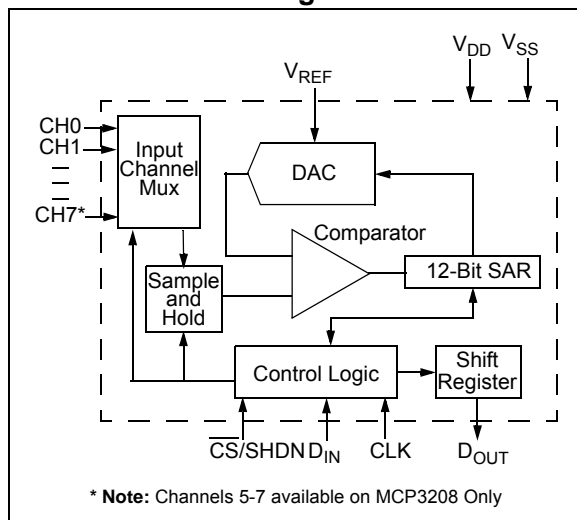 V_DD V_SS
V_REF
CH0
CH1
CH7*
Input
Channel
Mux
DAC
Comparator
12-Bit SAR
Sample
and
Hold
Control Logic
Shift
Register
C̅S̅/SHDN D_IN CLK D_OUT
* Note: Channels 5-7 available on MCP3208 Only